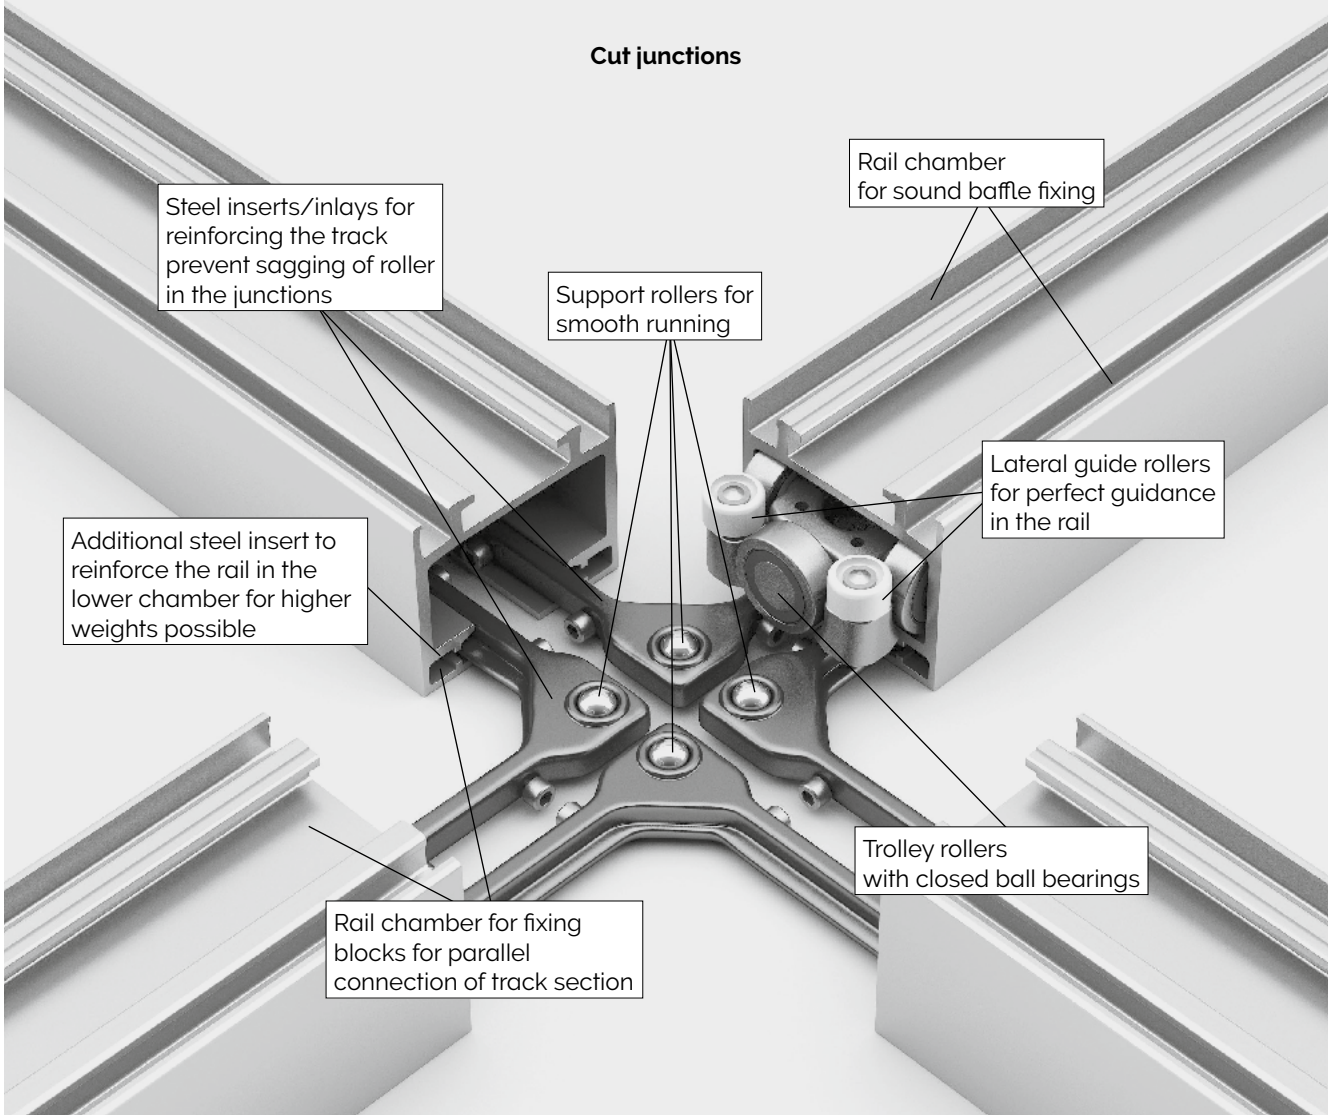 Cut junctions
Rail chamber
for sound baffle fixing
Steel inserts/inlays for
reinforcing the track
prevent sagging of roller
in the junctions
Support rollers for
smooth running
Lateral guide rollers
for perfect guidance
in the rail
Additional steel insert to
reinforce the rail in the
lower chamber for higher
weights possible
Trolley rollers
with closed ball bearings
Rail chamber for fixing
blocks for parallel
connection of track section